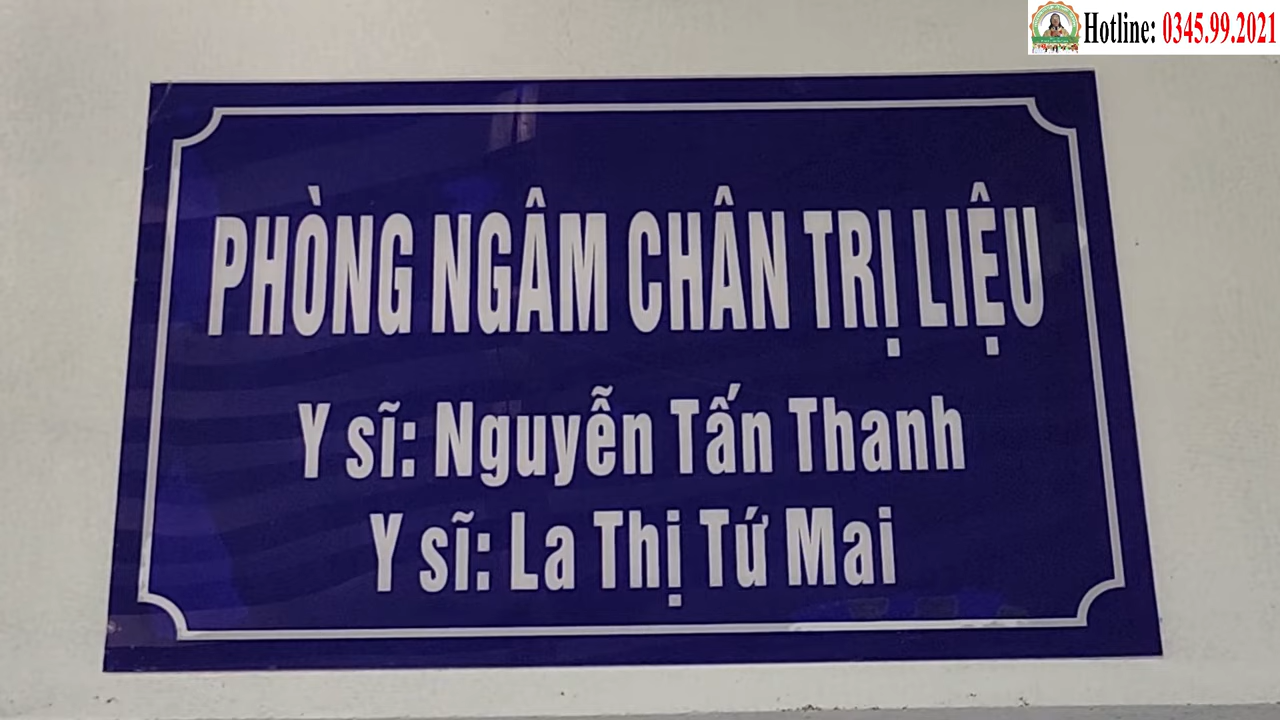 Hotline: 0345.99.2021
PHÒNG NGÂM CHÂN TRỊ LIỆU
Y sĩ: Nguyễn Tấn Thanh
Y sĩ: La Thị Tứ Mai